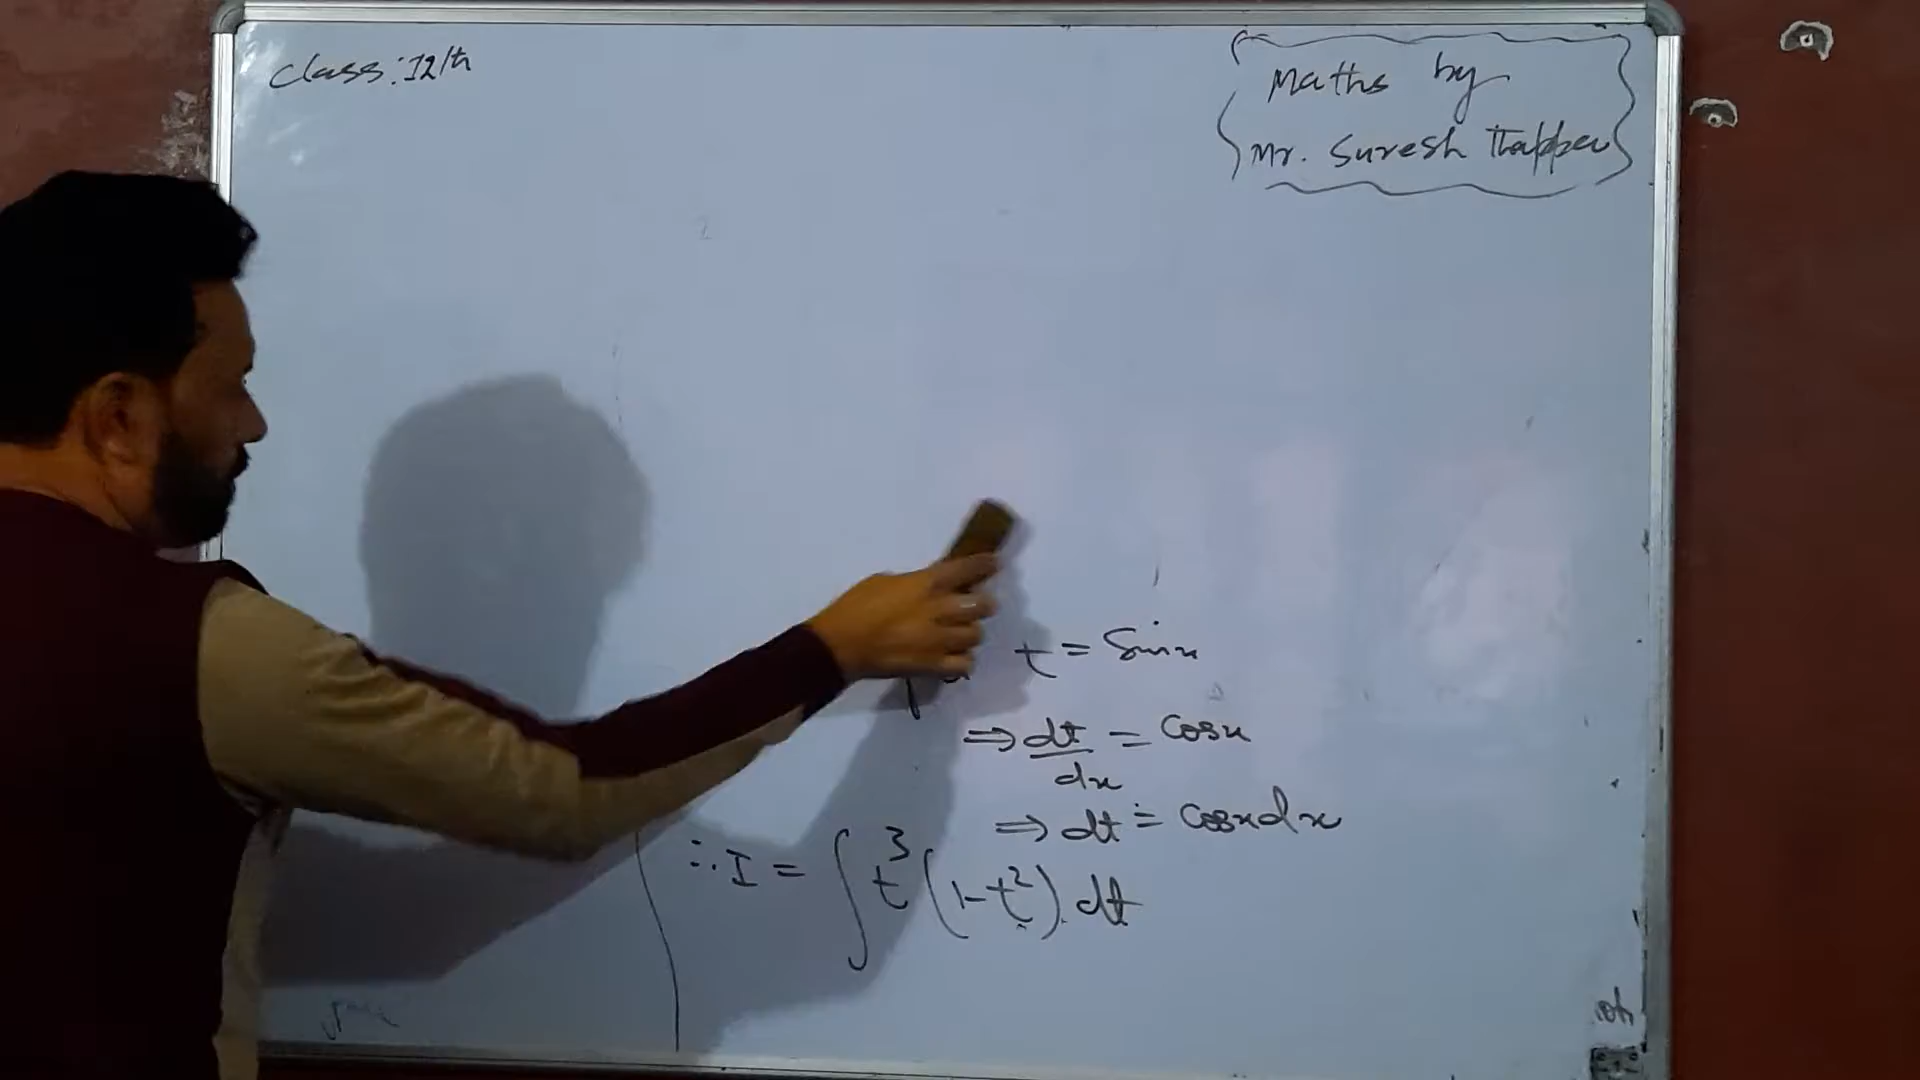 Class: 12th
Maths by
Mr. Suresh Thapper
t = Sinx
⇒ dt/dx = Cosx
⇒ dt = Cosxdx
∴ I = ∫ t³ (1-t²). dt